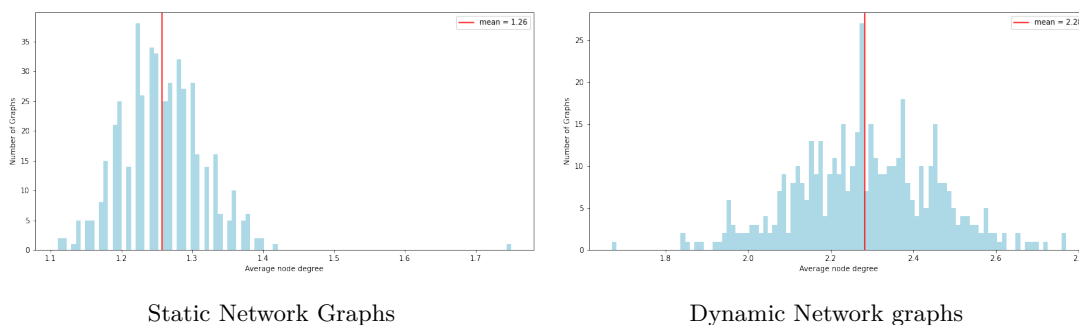 mean = 1.26
35
30
25
20
15
10
5
0
Number of Graphs
1.1 1.2 1.3 1.4 1.5 1.6 1.7
Average node degree
Static Network Graphs
mean = 2.28
25
20
15
10
5
0
Number of Graphs
1.8 2.0 2.2 2.4 2.6
Average node degree
Dynamic Network graphs